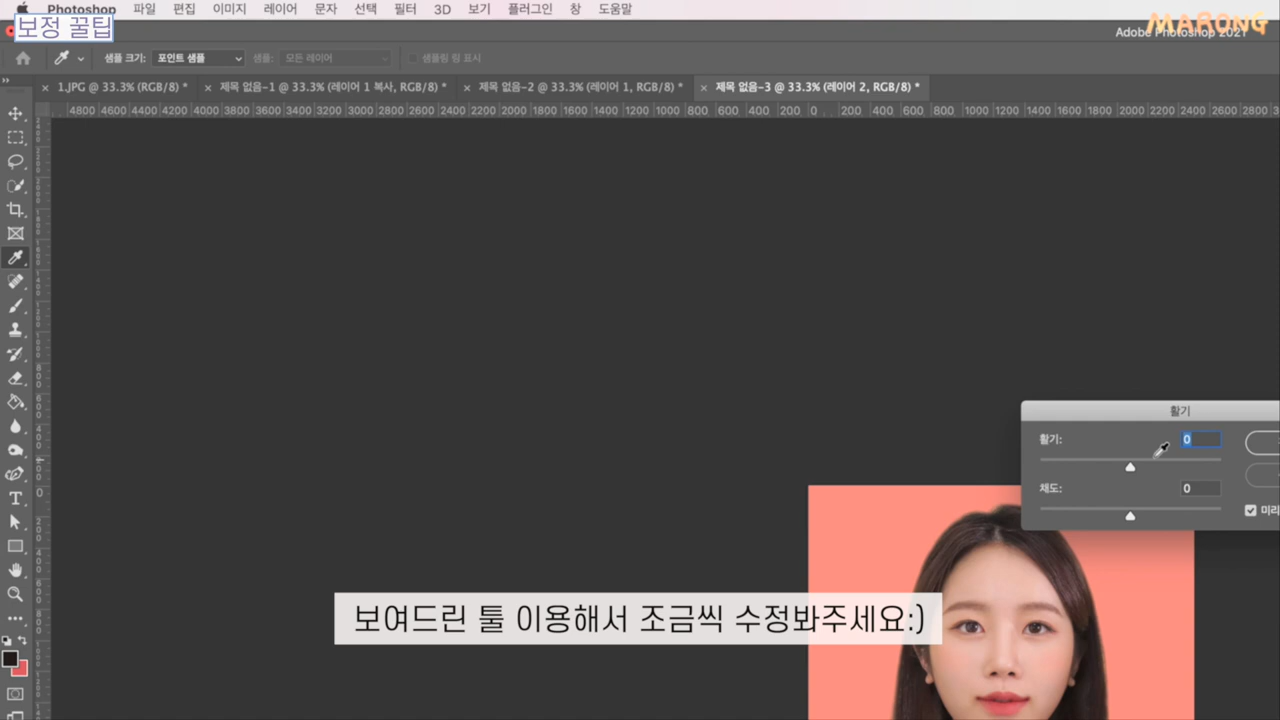 Photoshop 파일 편집 이미지 레이어 문자 선택 필터 3D 보기 플러그인 창 도움말
보정 꿀팁
MARONG
Adobe Photoshop 2021
샘플 크기: 포인트 샘플 샘플: 모든 레이어 샘플링 링 표시
1.JPG @ 33.3% (RGB/8) * 제목 없음-1 @ 33.3% (레이어 1 복사, RGB/8) * 제목 없음-2 @ 33.3% (레이어 1, RGB/8) * 제목 없음-3 @ 33.3% (레이어 2, RGB/8) *
4800 4600 4400 4200 4000 3800 3600 3400 3200 3000 2800 2600 2400 2200 2000 1800 1600 1400 1200 1000 800 600 400 200 0 200 400 600 800 1000 1200 1400 1600 1800 2000 2200 2400 2600 2800
활기
활기: 0
채도: 0
미리
보여드린 툴 이용해서 조금씩 수정봐주세요:)